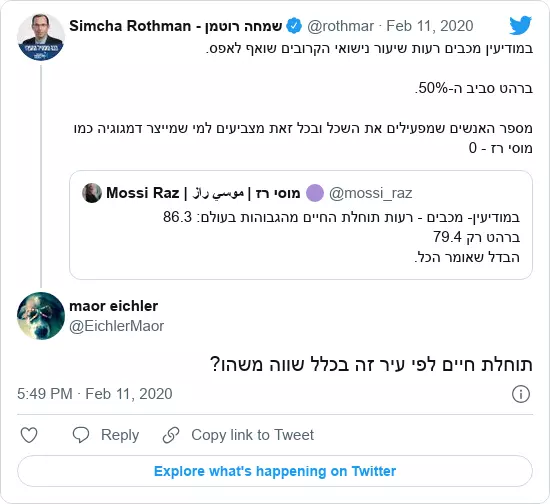 Simcha Rothman - שמחה רוטמן @rothmar · Feb 11, 2020
במודיעין מכבים רעות שיעור נישואי הקרובים שואף לאפס.
ברהט סביב ה-50%.
מספר האנשים שמפעילים את השכל ובכל זאת מצביעים למי שמייצר דמגוגיה כמו
מוסי רז - 0
Mossi Raz | موسي راز | מוסי רז @mossi_raz
במודיעין- מכבים - רעות תוחלת החיים מהגבוהות בעולם: 86.3
ברהט רק 79.4
הבדל שאומר הכל.
maor eichler
@EichlerMaor
תוחלת חיים לפי עיר זה בכלל שווה משהו?
5:49 PM · Feb 11, 2020
Reply Copy link to Tweet
Explore what's happening on Twitter